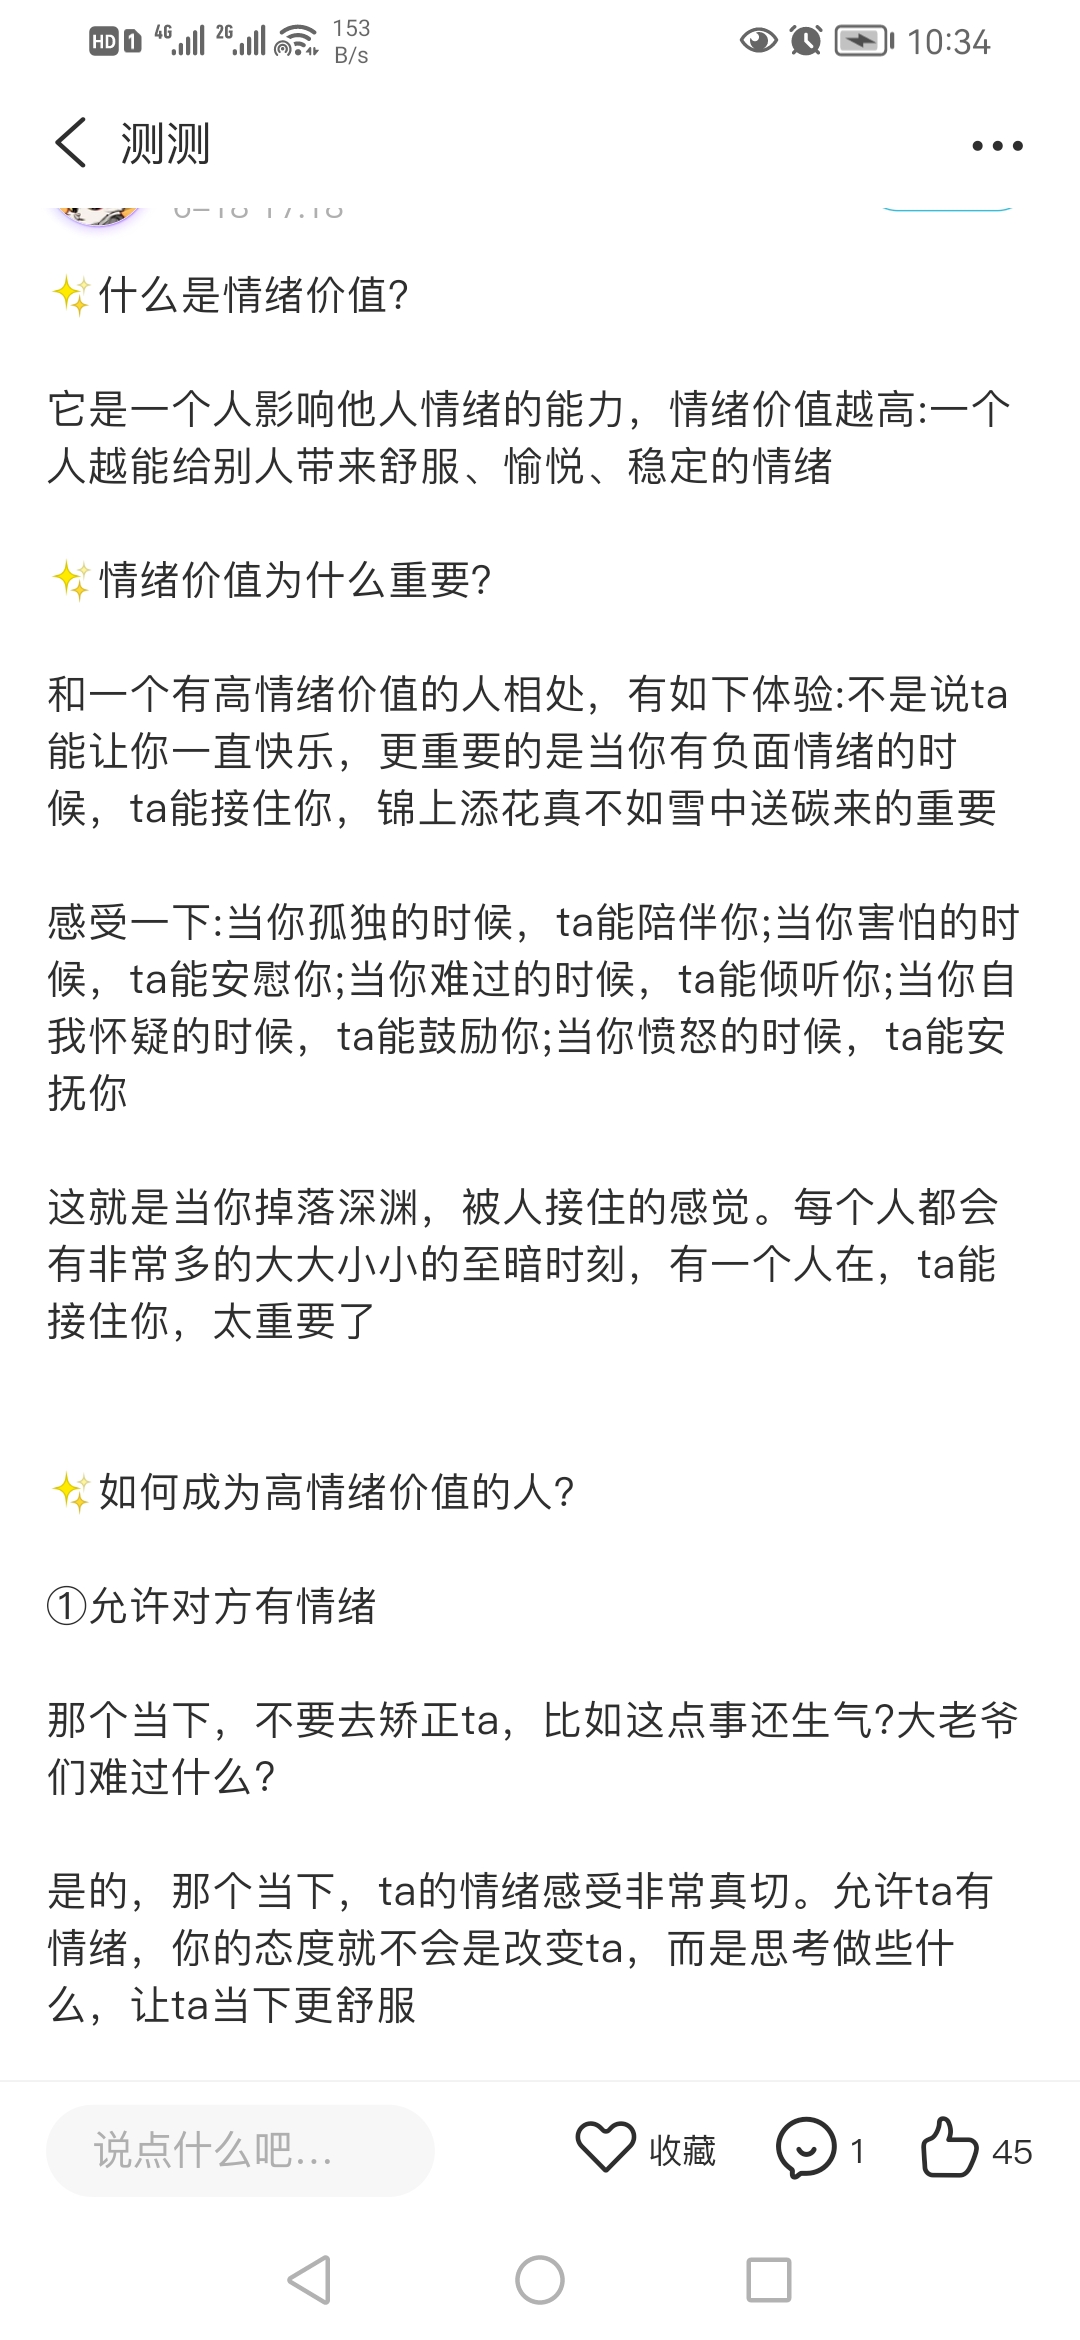 HD 1 4G 2G 153 B/s 10:34
测测
6-18 17:18
✨什么是情绪价值?
它是一个人影响他人情绪的能力，情绪价值越高:一个
人越能给别人带来舒服、愉悦、稳定的情绪
✨情绪价值为什么重要?
和一个有高情绪价值的人相处，有如下体验:不是说ta
能让你一直快乐，更重要的是当你有负面情绪的时
候，ta能接住你，锦上添花真不如雪中送碳来的重要
感受一下:当你孤独的时候，ta能陪伴你;当你害怕的时
候，ta能安慰你;当你难过的时候，ta能倾听你;当你自
我怀疑的时候，ta能鼓励你;当你愤怒的时候，ta能安
抚你
这就是当你掉落深渊，被人接住的感觉。每个人都会
有非常多的大大小小的至暗时刻，有一个人在，ta能
接住你，太重要了
✨如何成为高情绪价值的人?
①允许对方有情绪
那个当下，不要去矫正ta，比如这点事还生气?大老爷
们难过什么?
是的，那个当下，ta的情绪感受非常真切。允许ta有
情绪，你的态度就不会是改变ta，而是思考做些什
么，让ta当下更舒服
说点什么吧... 收藏 1 45